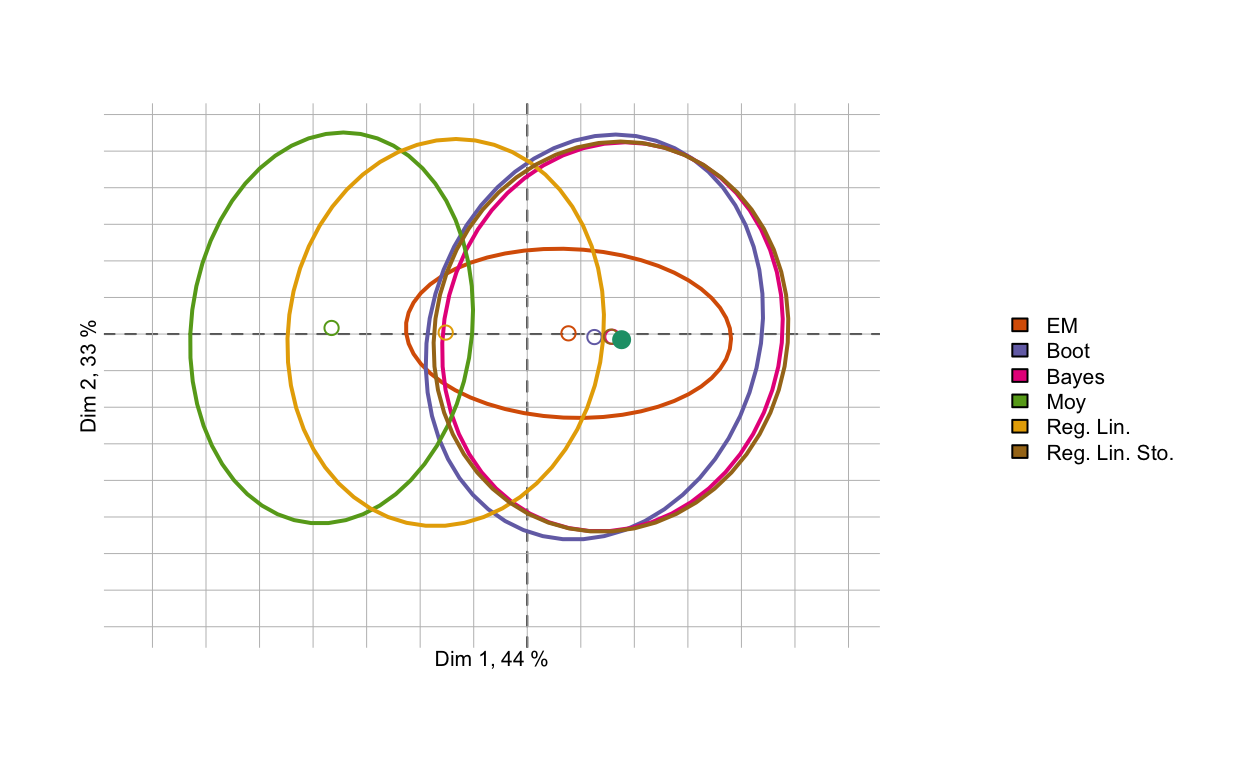 Dim 2, 33 %
Dim 1, 44 %
EM
Boot
Bayes
Moy
Reg. Lin.
Reg. Lin. Sto.